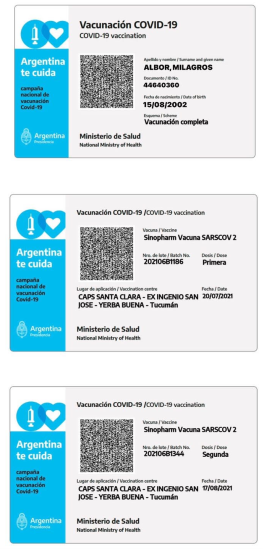 Vacunación COVID-19
COVID-19 vaccination
Argentina
te cuida
campaña
nacional de
vacunación
Covid-19
Argentina
Presidencia
Apellido y nombre / Surname and given name
ALBOR, MILAGROS
Documento / ID No.
44640360
Fecha de nacimiento / Date of birth
15/08/2002
Esquema / Scheme
Vacunación completa
Ministerio de Salud
National Ministry of Health
Vacunación COVID-19 /COVID-19 vaccination
Argentina
te cuida
campaña
nacional de
vacunación
Covid-19
Argentina
Presidencia
Vacuna / Vaccine
Sinopharm Vacuna SARSCOV 2
Nro. de lote / Batch No. Dosis / Dose
202106B1186 Primera
Lugar de aplicación / Vaccination centre Fecha / Date
CAPS SANTA CLARA - EX INGENIO SAN 20/07/2021
JOSE - YERBA BUENA - Tucumán
Ministerio de Salud
National Ministry of Health
Vacunación COVID-19 /COVID-19 vaccination
Argentina
te cuida
campaña
nacional de
vacunación
Covid-19
Argentina
Presidencia
Vacuna / Vaccine
Sinopharm Vacuna SARSCOV 2
Nro. de lote / Batch No. Dosis / Dose
202106B1344 Segunda
Lugar de aplicación / Vaccination centre Fecha / Date
CAPS SANTA CLARA - EX INGENIO SAN 17/08/2021
JOSE - YERBA BUENA - Tucumán
Ministerio de Salud
National Ministry of Health